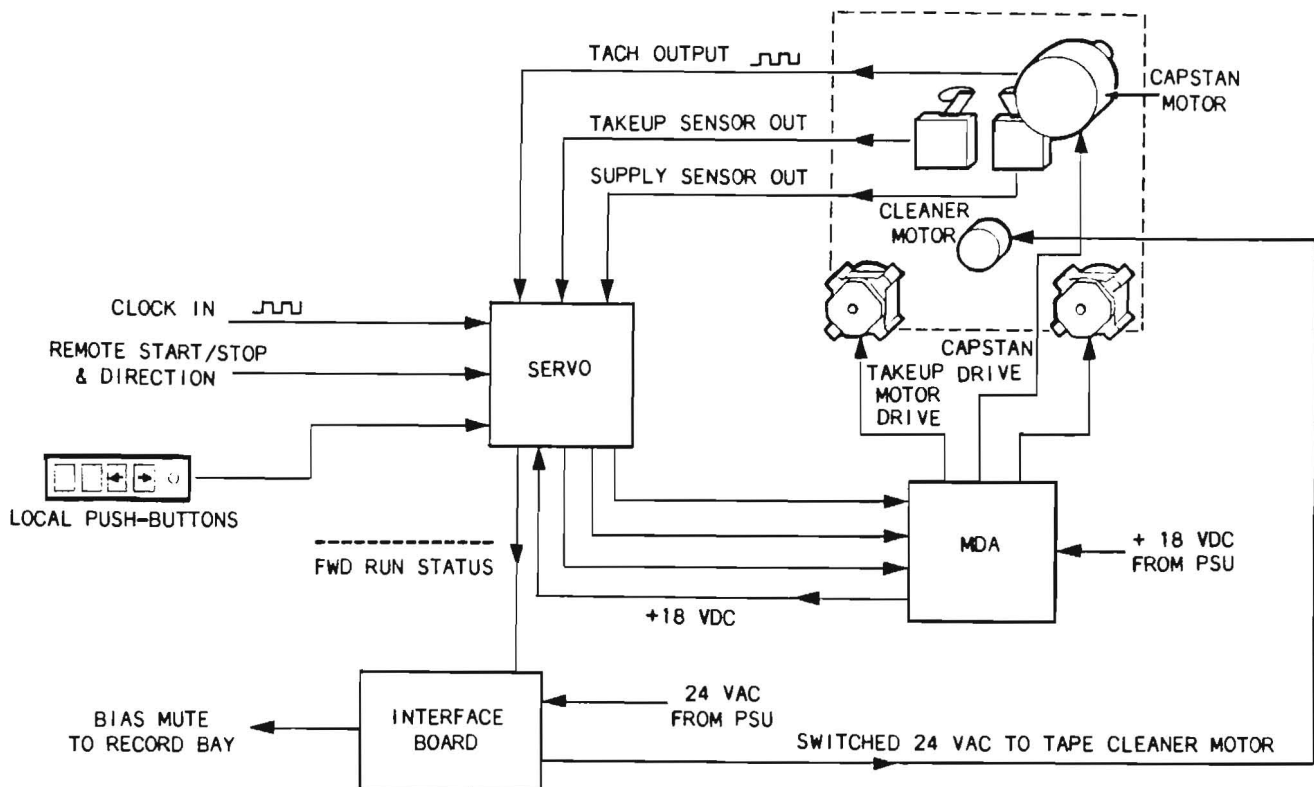 TACH OUTPUT
CAPSTAN
MOTOR
TAKEUP SENSOR OUT
SUPPLY SENSOR OUT
CLEANER
MOTOR
CLOCK IN
REMOTE START/STOP
& DIRECTION
SERVO
TAKEUP
MOTOR
DRIVE
CAPSTAN
DRIVE
LOCAL PUSH-BUTTONS
FWD RUN STATUS
MDA
+ 18 VDC
FROM PSU
+18 VDC
24 VAC
FROM PSU
BIAS MUTE
TO RECORD BAY
INTERFACE
BOARD
SWITCHED 24 VAC TO TAPE CLEANER MOTOR